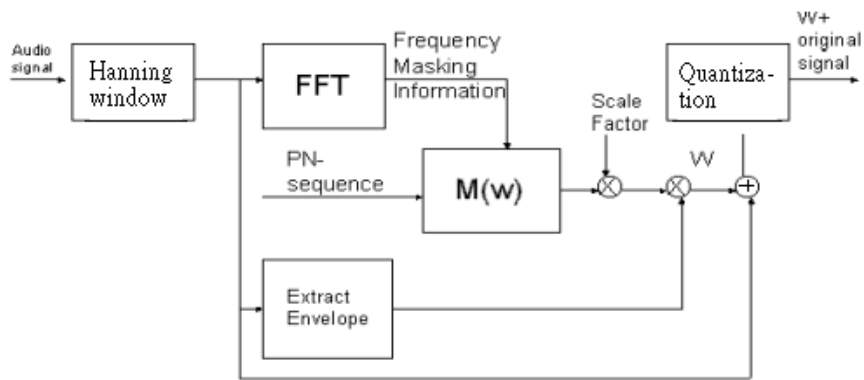 Audio
signal
Hanning
window
FFT
Frequency
Masking
Information
PN-
sequence
M(w)
Scale
Factor
W
Quantiza-
tion
W+
original
signal
Extract
Envelope